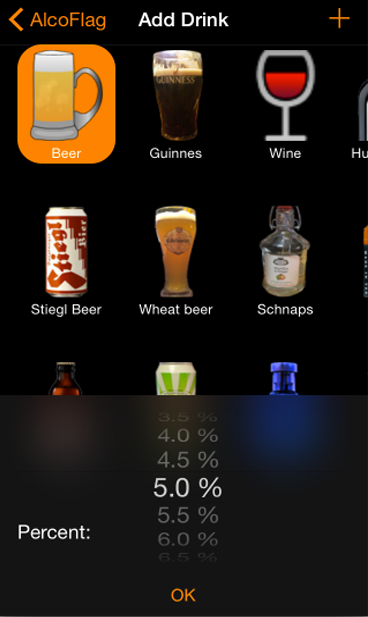 AlcoFlag Add Drink +
GUINNESS
Beer Guinnes Wine Hu
Stiegl
Stiegl Beer Wheat beer Schnaps
3.5 %
4.0 %
4.5 %
5.0 %
5.5 %
Percent:
6.0 %
6.5 %
OK